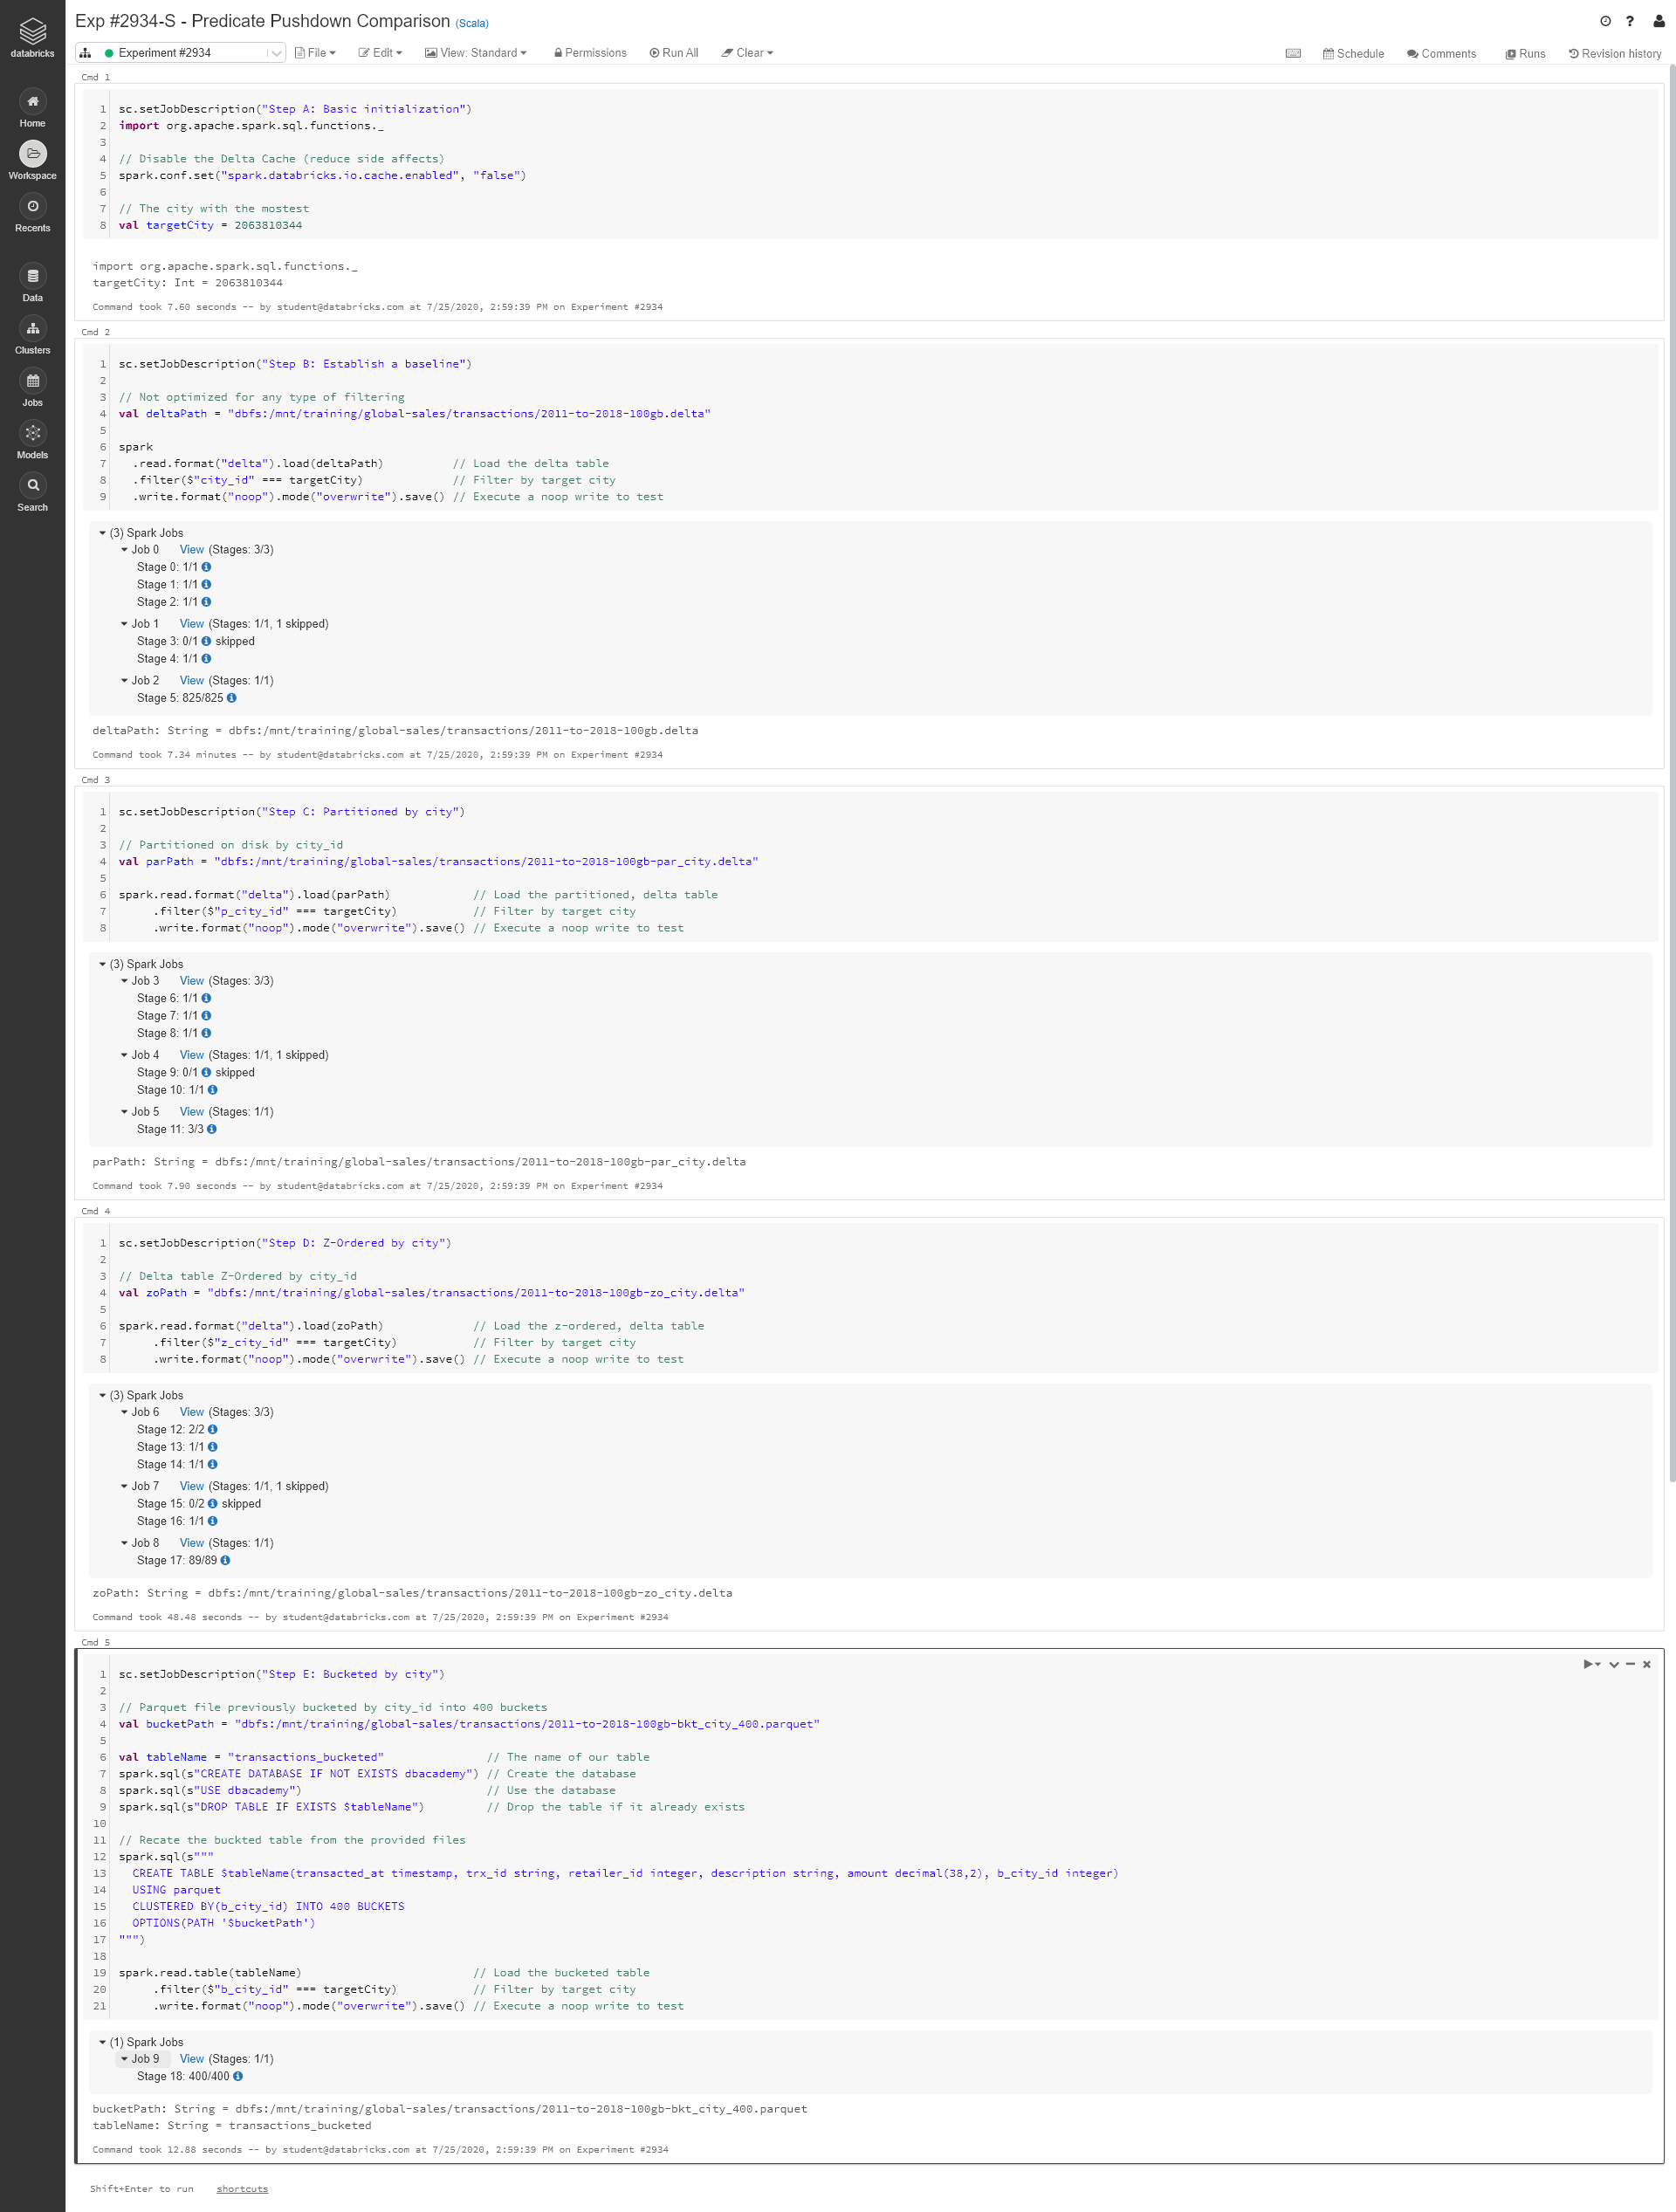 Exp #2934-S - Predicate Pushdown Comparison (Scala)
databricks
Experiment #2934 File Edit View: Standard Permissions Run All Clear Schedule Comments Runs Revision history
Home
Workspace
Recents
Data
Clusters
Jobs
Models
Search
Cmd 1
1 sc.setJobDescription("Step A: Basic initialization")
2 import org.apache.spark.sql.functions._
3
4 // Disable the Delta Cache (reduce side affects)
5 spark.conf.set("spark.databricks.io.cache.enabled", "false")
6
7 // The city with the mostest
8 val targetCity = 2063810344
import org.apache.spark.sql.functions._
targetCity: Int = 2063810344
Command took 7.60 seconds -- by student@databricks.com at 7/25/2020, 2:59:39 PM on Experiment #2934
Cmd 2
1 sc.setJobDescription("Step B: Establish a baseline")
2
3 // Not optimized for any type of filtering
4 val deltaPath = "dbfs:/mnt/training/global-sales/transactions/2011-to-2018-100gb.delta"
5
6 spark
7 .read.format("delta").load(deltaPath) // Load the delta table
8 .filter($"city_id" === targetCity) // Filter by target city
9 .write.format("noop").mode("overwrite").save() // Execute a noop write to test
(3) Spark Jobs
Job 0 View (Stages: 3/3)
Stage 0: 1/1
Stage 1: 1/1
Stage 2: 1/1
Job 1 View (Stages: 1/1, 1 skipped)
Stage 3: 0/1 skipped
Stage 4: 1/1
Job 2 View (Stages: 1/1)
Stage 5: 825/825
deltaPath: String = dbfs:/mnt/training/global-sales/transactions/2011-to-2018-100gb.delta
Command took 7.34 minutes -- by student@databricks.com at 7/25/2020, 2:59:39 PM on Experiment #2934
Cmd 3
1 sc.setJobDescription("Step C: Partitioned by city")
2
3 // Partitioned on disk by city_id
4 val parPath = "dbfs:/mnt/training/global-sales/transactions/2011-to-2018-100gb-par_city.delta"
5
6 spark.read.format("delta").load(parPath) // Load the partitioned, delta table
7 .filter($"p_city_id" === targetCity) // Filter by target city
8 .write.format("noop").mode("overwrite").save() // Execute a noop write to test
(3) Spark Jobs
Job 3 View (Stages: 3/3)
Stage 6: 1/1
Stage 7: 1/1
Stage 8: 1/1
Job 4 View (Stages: 1/1, 1 skipped)
Stage 9: 0/1 skipped
Stage 10: 1/1
Job 5 View (Stages: 1/1)
Stage 11: 3/3
parPath: String = dbfs:/mnt/training/global-sales/transactions/2011-to-2018-100gb-par_city.delta
Command took 7.90 seconds -- by student@databricks.com at 7/25/2020, 2:59:39 PM on Experiment #2934
Cmd 4
1 sc.setJobDescription("Step D: Z-Ordered by city")
2
3 // Delta table Z-Ordered by city_id
4 val zoPath = "dbfs:/mnt/training/global-sales/transactions/2011-to-2018-100gb-zo_city.delta"
5
6 spark.read.format("delta").load(zoPath) // Load the z-ordered, delta table
7 .filter($"z_city_id" === targetCity) // Filter by target city
8 .write.format("noop").mode("overwrite").save() // Execute a noop write to test
(3) Spark Jobs
Job 6 View (Stages: 3/3)
Stage 12: 2/2
Stage 13: 1/1
Stage 14: 1/1
Job 7 View (Stages: 1/1, 1 skipped)
Stage 15: 0/2 skipped
Stage 16: 1/1
Job 8 View (Stages: 1/1)
Stage 17: 89/89
zoPath: String = dbfs:/mnt/training/global-sales/transactions/2011-to-2018-100gb-zo_city.delta
Command took 48.48 seconds -- by student@databricks.com at 7/25/2020, 2:59:39 PM on Experiment #2934
Cmd 5
1 sc.setJobDescription("Step E: Bucketed by city")
2
3 // Parquet file previously bucketed by city_id into 400 buckets
4 val bucketPath = "dbfs:/mnt/training/global-sales/transactions/2011-to-2018-100gb-bkt_city_400.parquet"
5
6 val tableName = "transactions_bucketed" // The name of our table
7 spark.sql(s"CREATE DATABASE IF NOT EXISTS dbacademy") // Create the database
8 spark.sql(s"USE dbacademy") // Use the database
9 spark.sql(s"DROP TABLE IF EXISTS $tableName") // Drop the table if it already exists
10
11 // Recate the buckted table from the provided files
12 spark.sql(s"""
13 CREATE TABLE $tableName(transacted_at timestamp, trx_id string, retailer_id integer, description string, amount decimal(38,2), b_city_id integer)
14 USING parquet
15 CLUSTERED BY(b_city_id) INTO 400 BUCKETS
16 OPTIONS(PATH '$bucketPath')
17 """)
18
19 spark.read.table(tableName) // Load the bucketed table
20 .filter($"b_city_id" === targetCity) // Filter by target city
21 .write.format("noop").mode("overwrite").save() // Execute a noop write to test
(1) Spark Jobs
Job 9 View (Stages: 1/1)
Stage 18: 400/400
bucketPath: String = dbfs:/mnt/training/global-sales/transactions/2011-to-2018-100gb-bkt_city_400.parquet
tableName: String = transactions_bucketed
Command took 12.88 seconds -- by student@databricks.com at 7/25/2020, 2:59:39 PM on Experiment #2934
Shift+Enter to run shortcuts